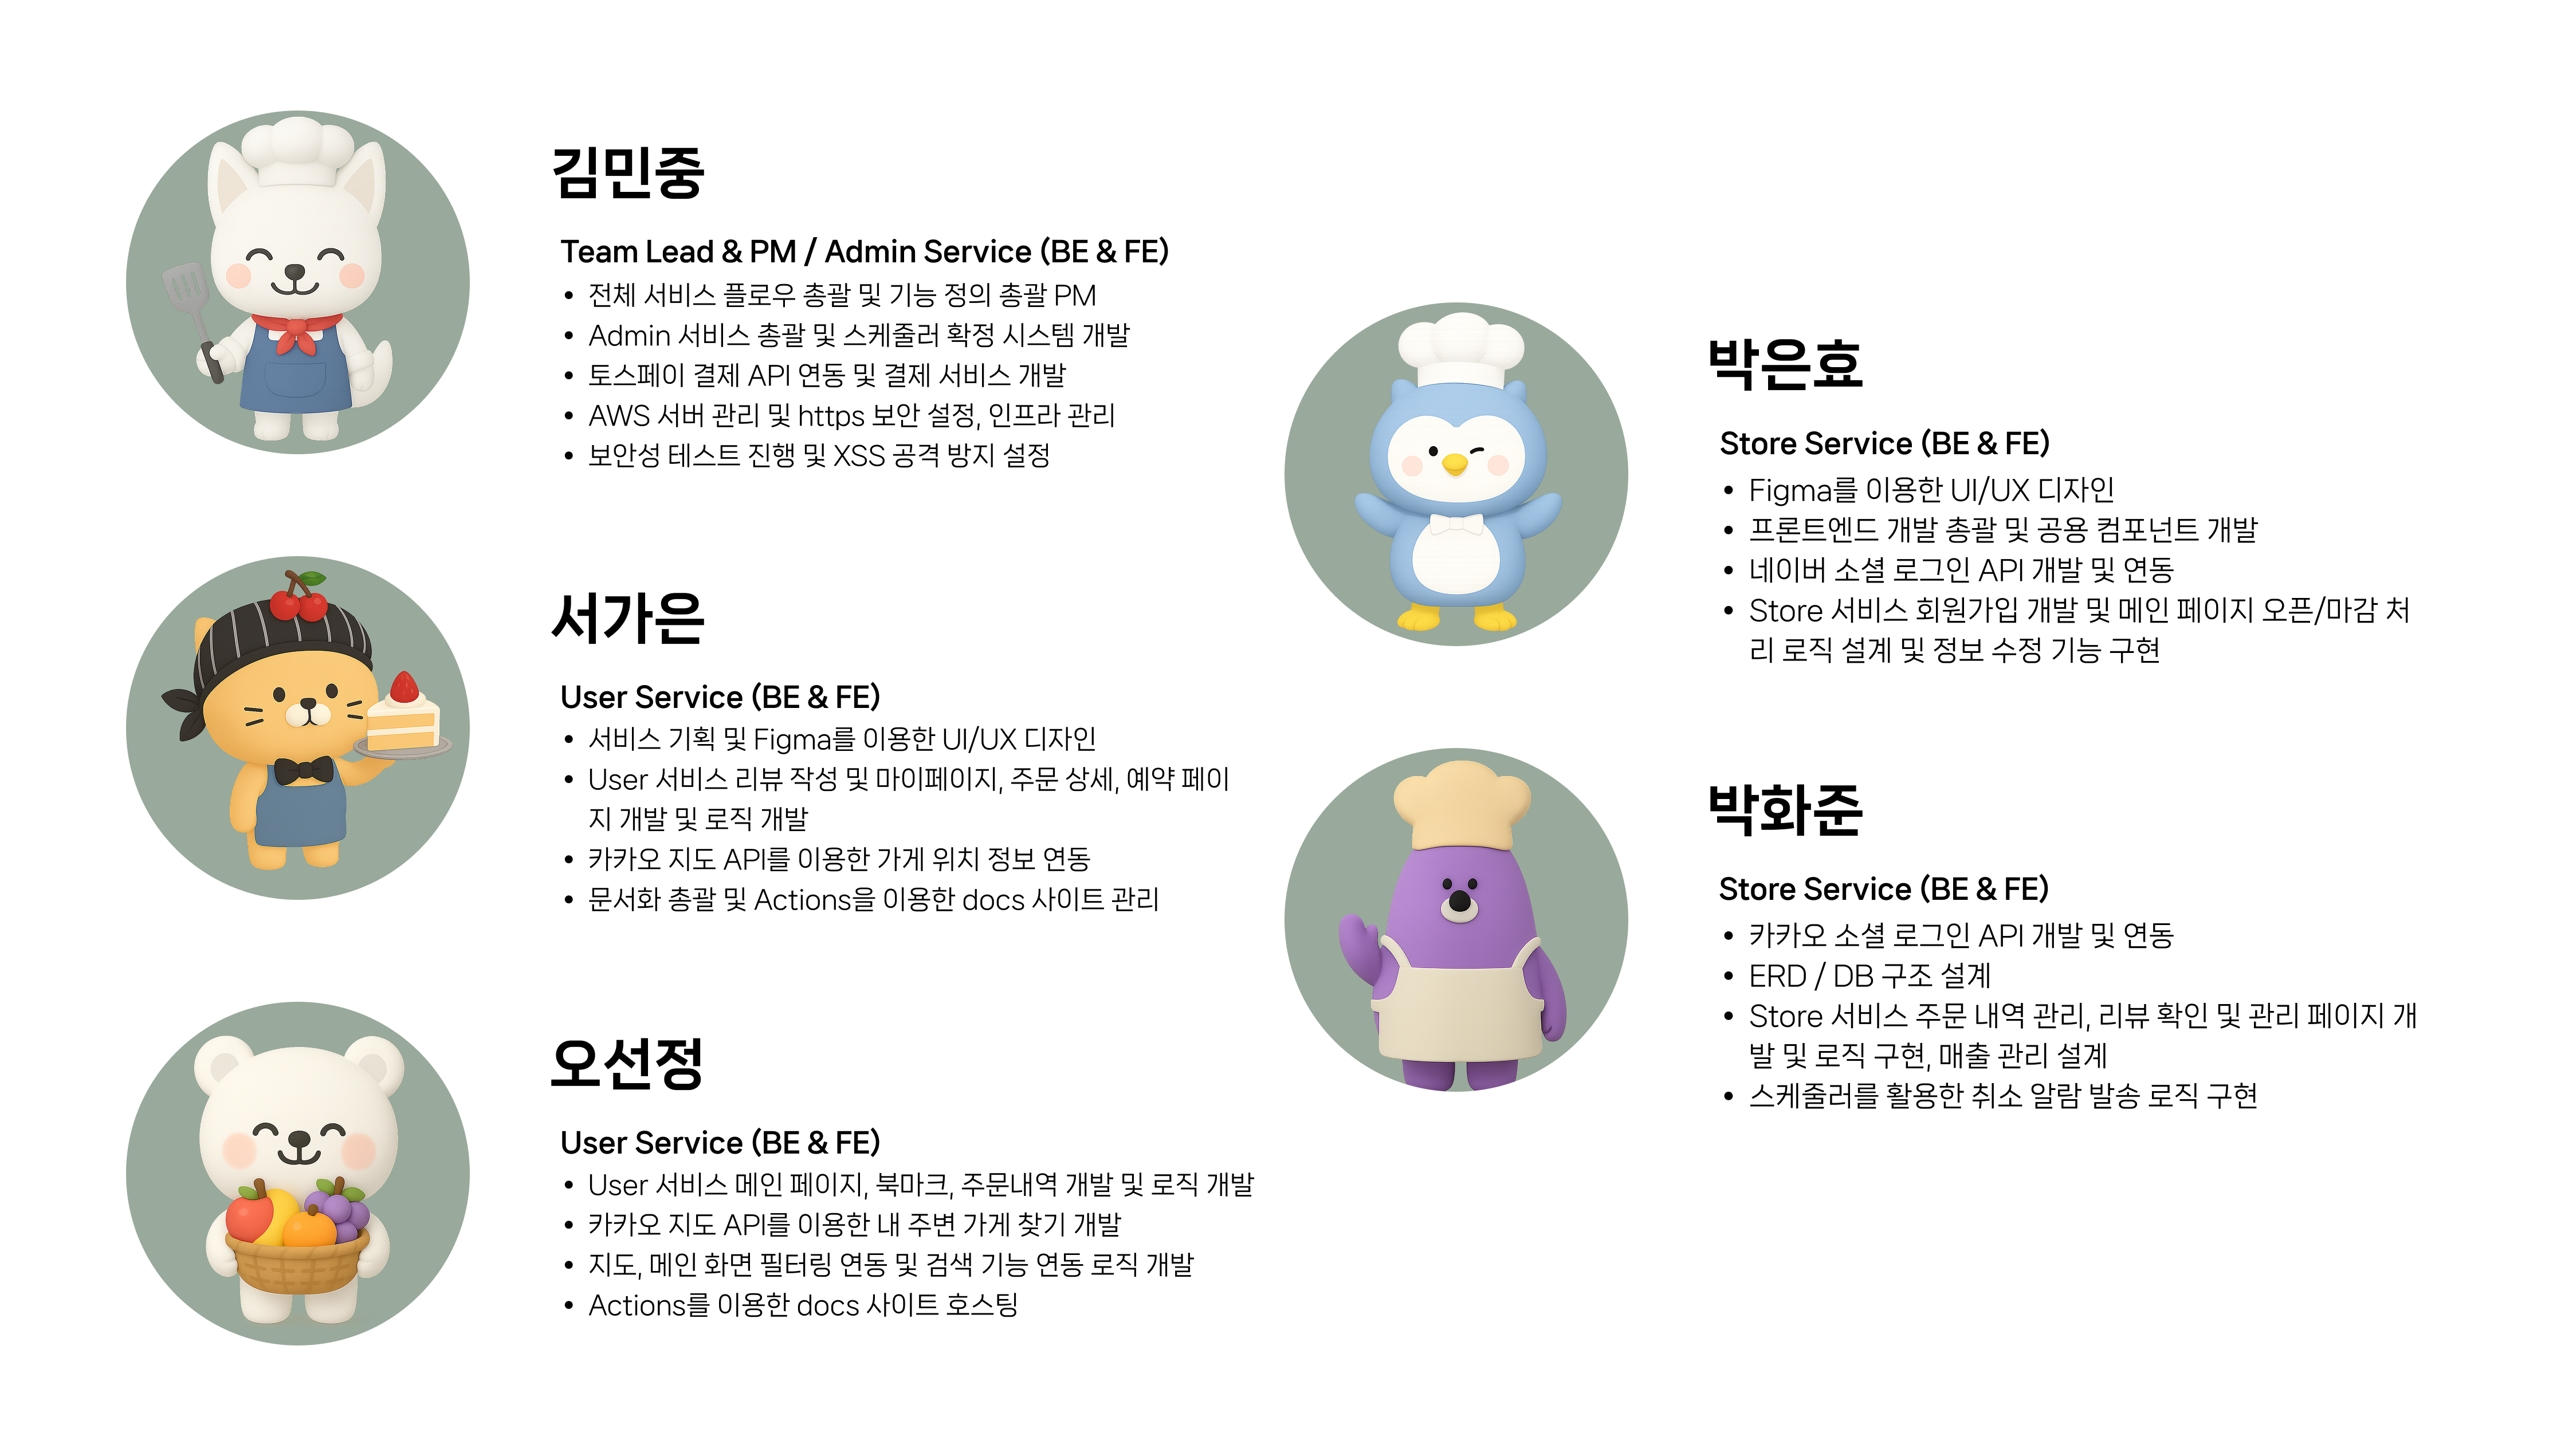 김민중
Team Lead & PM / Admin Service (BE & FE)
• 전체 서비스 플로우 총괄 및 기능 정의 총괄 PM
• Admin 서비스 총괄 및 스케줄러 확정 시스템 개발
• 토스페이 결제 API 연동 및 결제 서비스 개발
• AWS 서버 관리 및 https 보안 설정, 인프라 관리
• 보안성 테스트 진행 및 XSS 공격 방지 설정
서가은
User Service (BE & FE)
• 서비스 기획 및 Figma를 이용한 UI/UX 디자인
• User 서비스 리뷰 작성 및 마이페이지, 주문 상세, 예약 페이
지 개발 및 로직 개발
• 카카오 지도 API를 이용한 가게 위치 정보 연동
• 문서화 총괄 및 Actions을 이용한 docs 사이트 관리
오선정
User Service (BE & FE)
• User 서비스 메인 페이지, 북마크, 주문내역 개발 및 로직 개발
• 카카오 지도 API를 이용한 내 주변 가게 찾기 개발
• 지도, 메인 화면 필터링 연동 및 검색 기능 연동 로직 개발
• Actions를 이용한 docs 사이트 호스팅
박은효
Store Service (BE & FE)
• Figma를 이용한 UI/UX 디자인
• 프론트엔드 개발 총괄 및 공용 컴포넌트 개발
• 네이버 소셜 로그인 API 개발 및 연동
• Store 서비스 회원가입 개발 및 메인 페이지 오픈/마감 처
리 로직 설계 및 정보 수정 기능 구현
박화준
Store Service (BE & FE)
• 카카오 소셜 로그인 API 개발 및 연동
• ERD / DB 구조 설계
• Store 서비스 주문 내역 관리, 리뷰 확인 및 관리 페이지 개
발 및 로직 구현, 매출 관리 설계
• 스케줄러를 활용한 취소 알람 발송 로직 구현